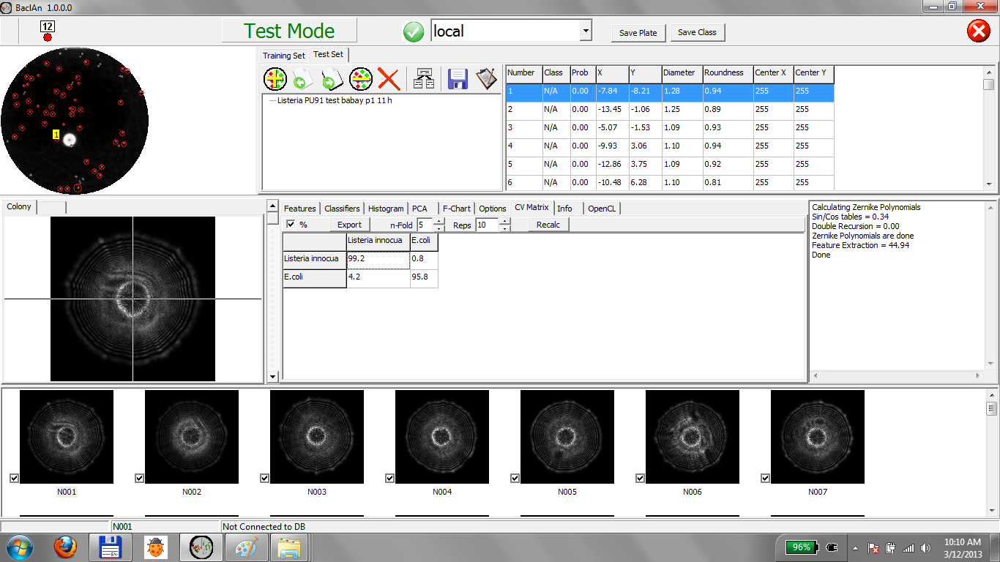 BacIAn 1.0.0.0
12
Test Mode
local
Save Plate
Save Class
Training Set
Test Set
Listeria PU91 test babay p1 11 h
Number Class Prob X Y Diameter Roundness Center X Center Y
1 N/A 0.00 -7.84 -8.21 1.28 0.94 255 255
2 N/A 0.00 -13.45 -1.06 1.25 0.89 255 255
3 N/A 0.00 -5.07 -1.53 1.09 0.93 255 255
4 N/A 0.00 -9.93 3.06 1.10 0.94 255 255
5 N/A 0.00 -12.86 3.75 1.09 0.92 255 255
6 N/A 0.00 -10.48 6.28 1.10 0.81 255 255
1
Colony
Features Classifiers Histogram PCA F-Chart Options CV Matrix Info OpenCL
% Export n-Fold 5 Reps 10 Recalc
Listeria innocua E.coli
Listeria innocua 99.2 0.8
E.coli 4.2 95.8
Calculating Zernike Polynomials
Sin/Cos tables = 0.34
Double Recursion = 0.00
Zernike Polynomials are done
Feature Extraction = 44.94
Done
N001 N002 N003 N004 N005 N006 N007
N001
Not Connected to DB
64
96%
10:10 AM
3/12/2013